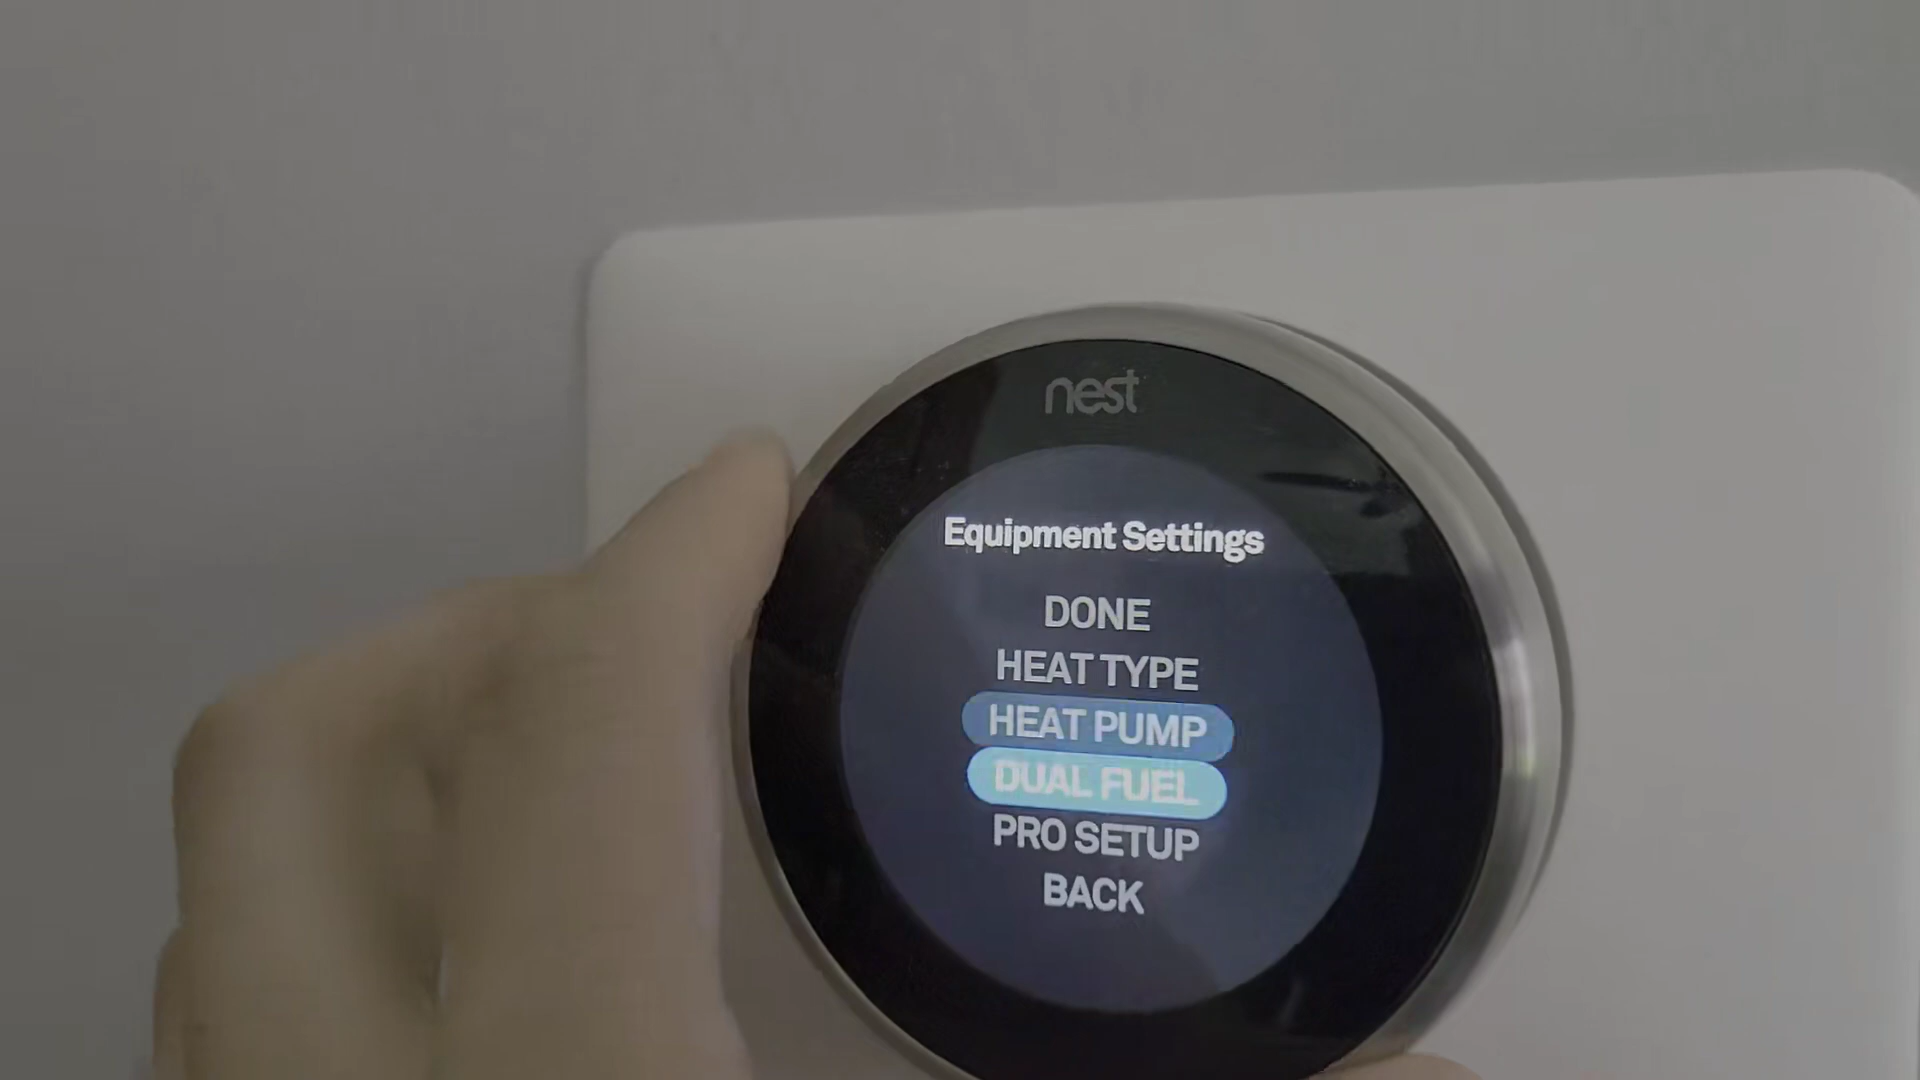 nest
Equipment Settings
DONE
HEAT TYPE
HEAT PUMP
DUAL FUEL
PRO SETUP
BACK